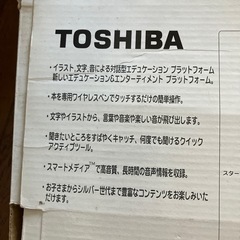 TOSHIBA
・イラスト、文字、音による対話型エデュケーション プラットフォーム
新しいエデュケーション&エンターティメント プラットフォーム
・本を専用ワイヤレスペンでタッチするだけの簡単操作。
・文字やイラストから、言葉や音楽や楽しい音が飛び出します。
・聞きたいところをすばやくキャッチ、何度でも聞けるクイック
アクティブツール。
・スマートメディア™で高音質、長時間の音声情報を収録。
・お子さまからシルバー世代まで豊富なコンテンツをお楽しみいた
だけます。
スター